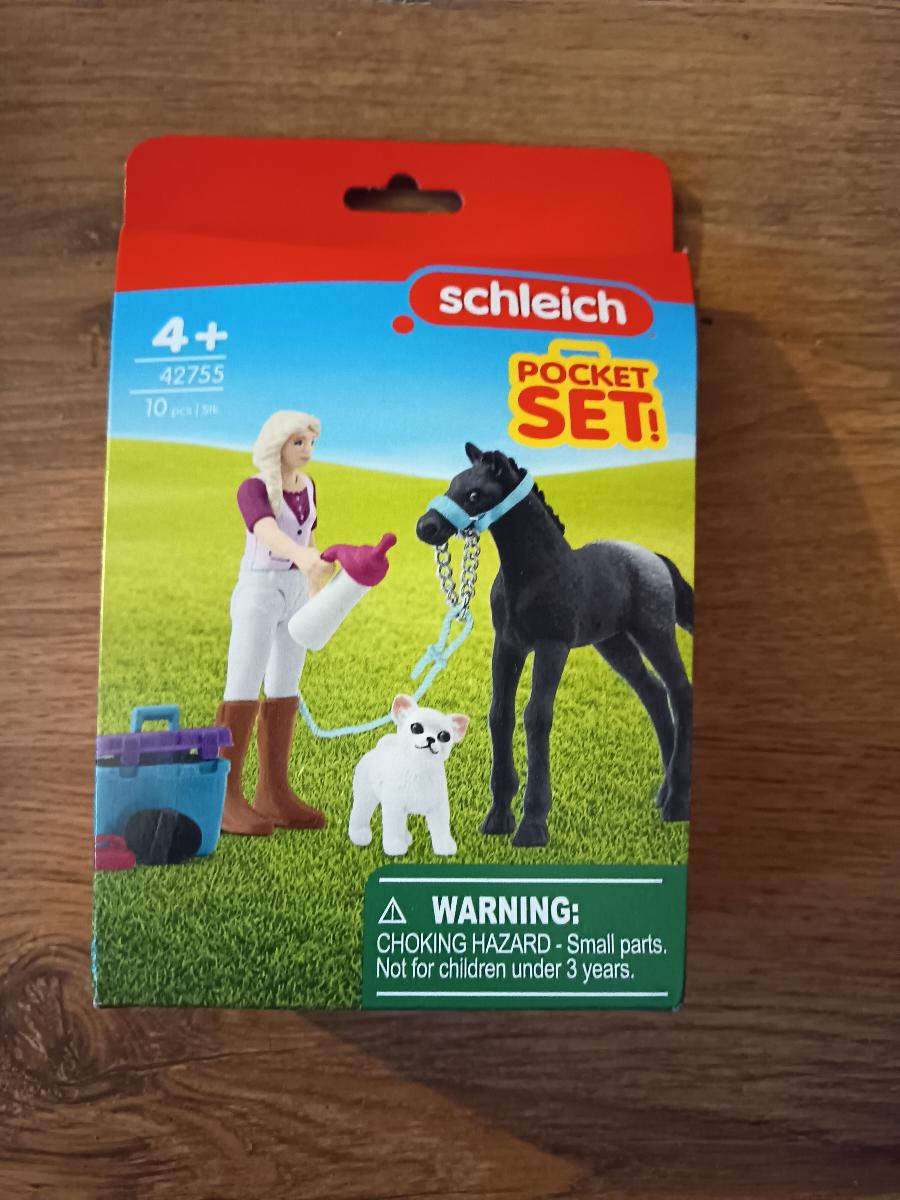 schleich
4+
42755
10 pcs | Stk.
POCKET
SET!
WARNING:
CHOKING HAZARD - Small parts.
Not for children under 3 years.